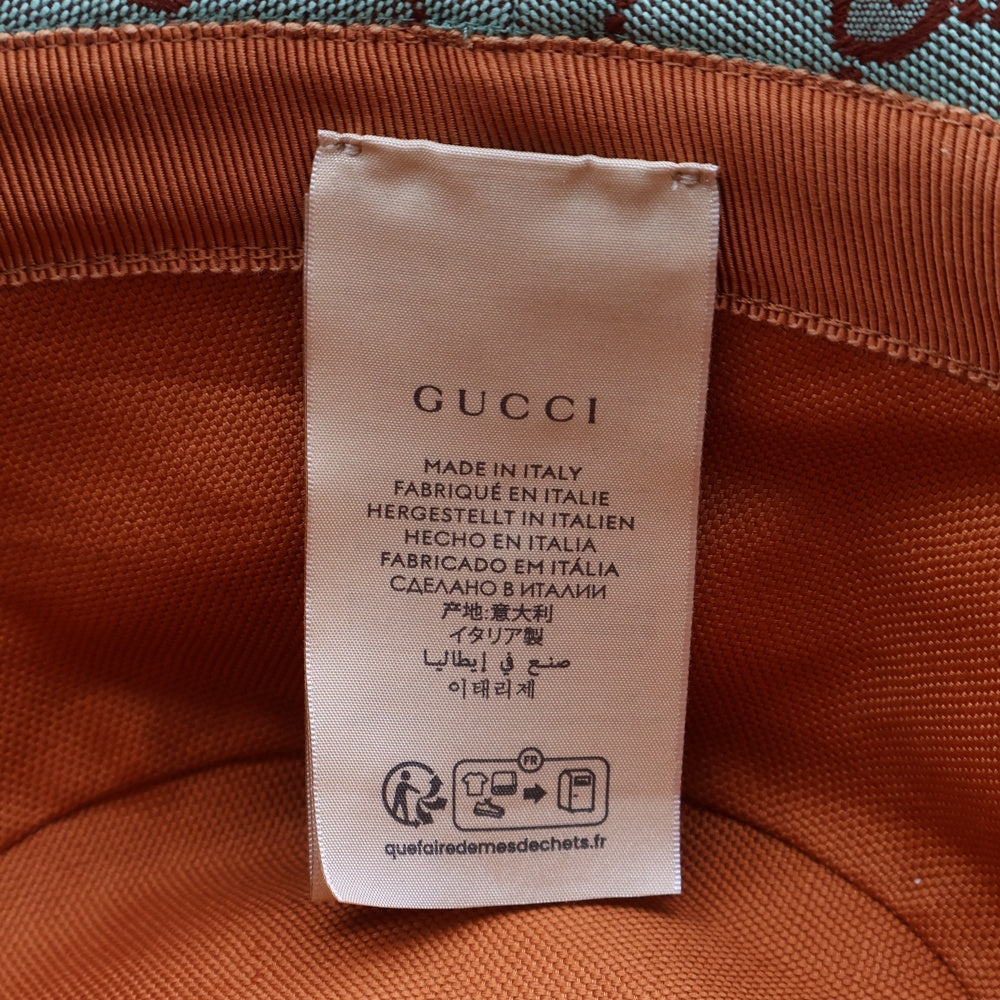 GUCCI
MADE IN ITALY
FABRIQUÉ EN ITALIE
HERGESTELLT IN ITALIEN
HECHO EN ITALIA
FABRICADO EM ITÁLIA
СДЕЛАНО В ИТАЛИИ
产地:意大利
イタリア製
صنع في إيطاليا
이태리제
FR
quefairedemesdechets.fr